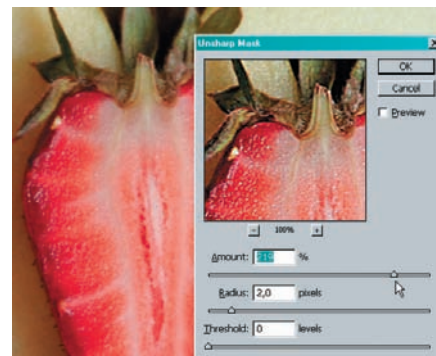 Unsharp Mask
OK
Cancel
Preview
- 100% +
Amount: %
Radius: 2,0 pixels
Threshold: 0 levels